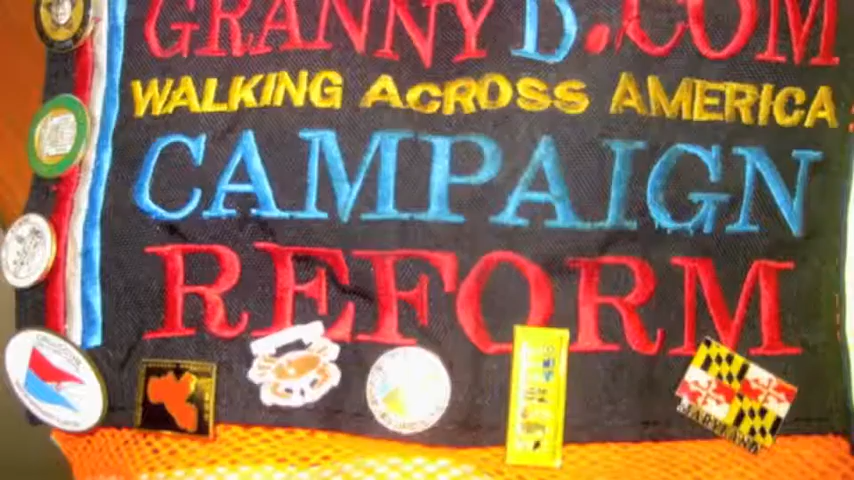 GRANNY D.COM
WALKING ACROSS AMERICA
CAMPAIGN
REFORM
MARYLAND